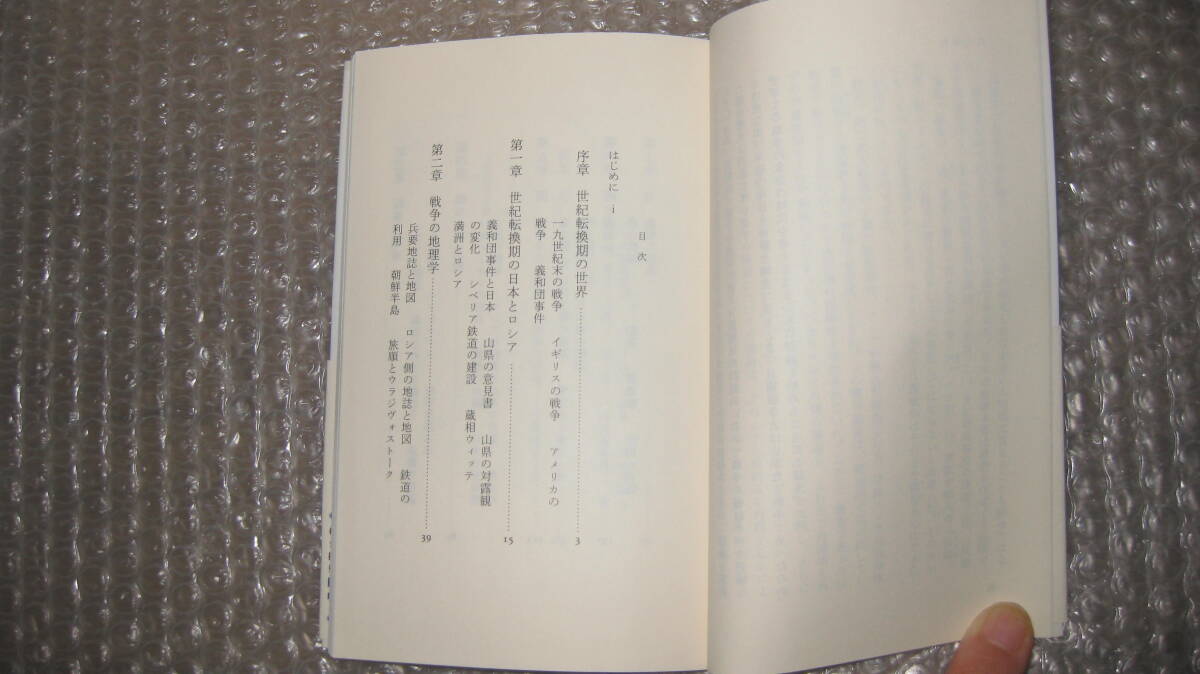 目次
はじめに i
序章 世紀転換期の世界 3
一九世紀末の戦争 イギリスの戦争 アメリカの
戦争 義和団事件
第一章 世紀転換期の日本とロシア 15
義和団事件と日本 山県の意見書 山県の対露観
の変化 シベリア鉄道の建設 蔵相ウィッテ
満洲とロシア
第二章 戦争の地理学 39
兵要地誌と地図 ロシア側の地誌と地図 鉄道の
利用 朝鮮半島 旅順とウラジヴォストーク